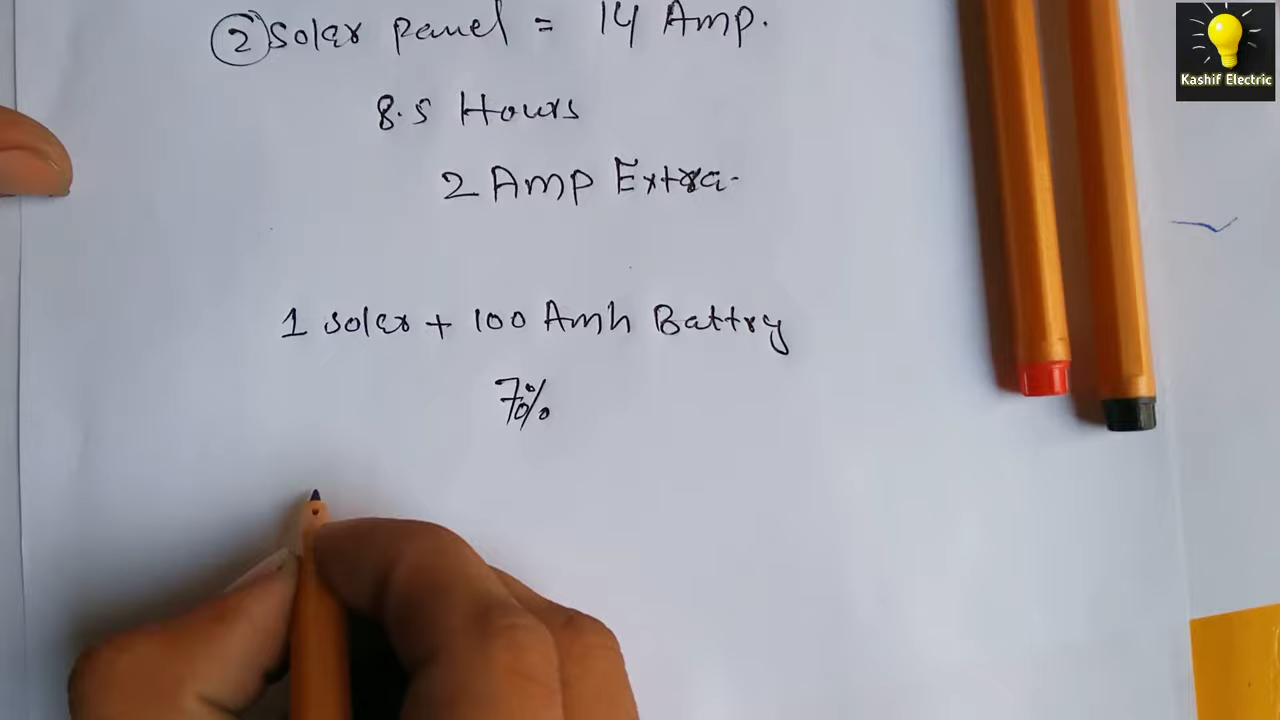 ② Solar panel = 14 Amp.
8.5 Hours
2 Amp Extra.
1 Solar + 100 Amh Battry
70%
Kashif Electric